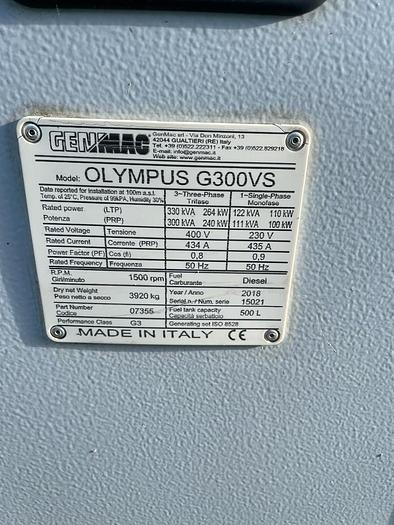 GENMAC
GenMac srl - Via Don Minzoni, 13
42044 GUALTIERI (RE) Italy
Tel. +39 (0)522.222311 - Fax +39 (0)522.829218
E-mail: info@genmac.it
Web site: www.genmac.it
Model: OLYMPUS G300VS
Date reported for installation at 100m a.s.l. 3~Three-Phase 1~Single-Phase
Temp. of 25°C, Pressure of 99kPA, Humidity 30% Trifase Monofase
Rated power (LTP) 330 kVA 264 kW 122 kVA 110 kW
Potenza (PRP) 300 kVA 240 kW 111 kVA 100 kW
Rated Voltage Tensione 400 V 230 V
Rated Current Corrente (PRP) 434 A 435 A
Power Factor (PF) Cos (fi) 0,8 0,9
Rated Frequency Frequenza 50 Hz 50 Hz
R.P.M. 1500 rpm Fuel Diesel
Giri/minuto Carburante
Dry net Weight 3920 kg Year / Anno 2018
Peso netto a secco Serial.n./Num. serie 15021
Part Number 07355 Fuel tank capacity 500 L
Codice Capacità serbatoio
Performance Class G3 Generating set ISO 8528
MADE IN ITALY CE